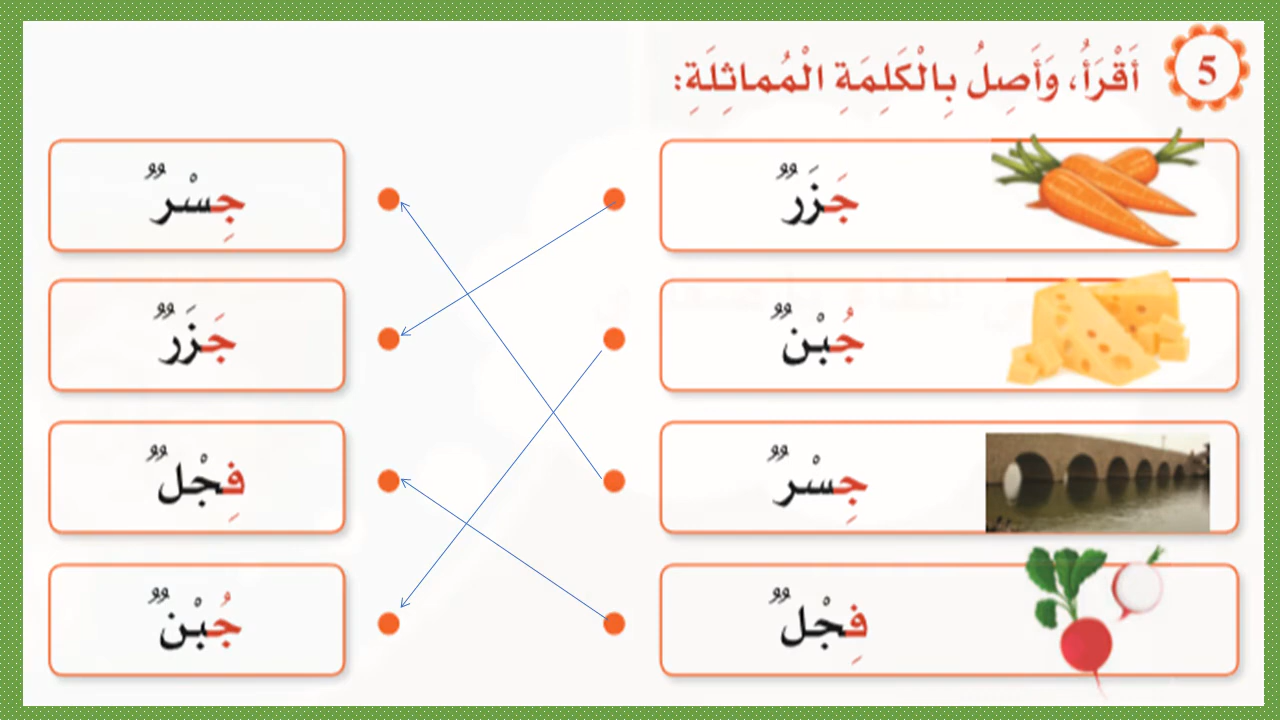 5
أَقْرَأُ، وَأَصِلُ بِالْكَلِمَةِ الْمُماثِلَةِ:
جَزَرٌ
جِسْرٌ
جُبْنٌ
جَزَرٌ
جِسْرٌ
فِجْلٌ
فِجْلٌ
جُبْنٌ